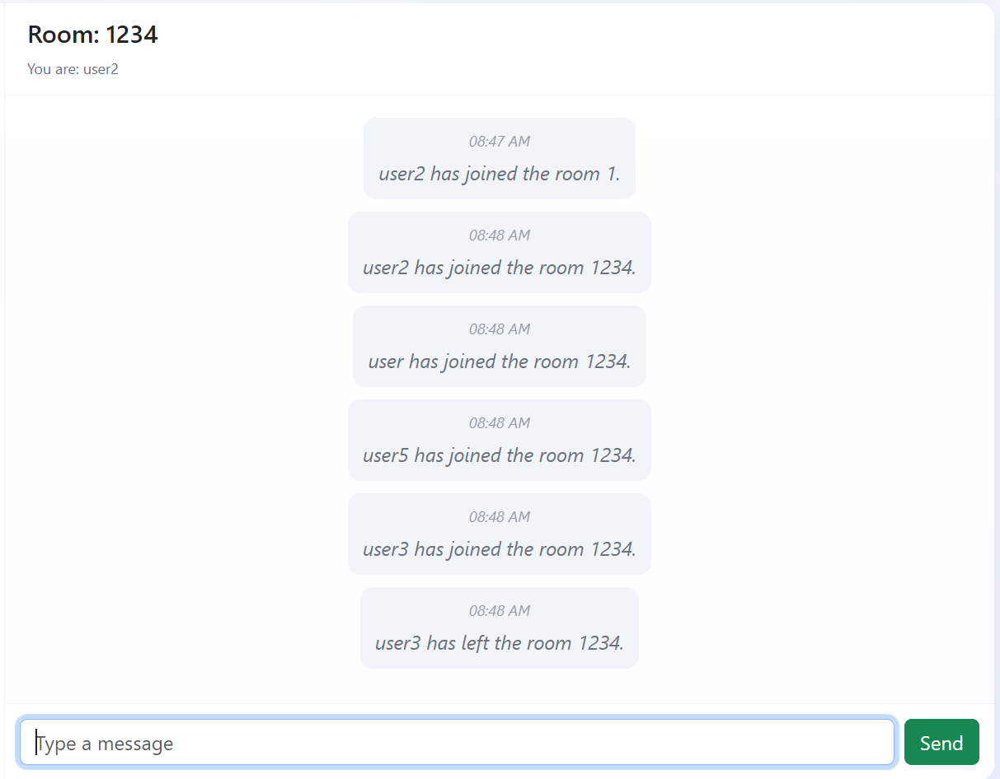 Room: 1234
You are: user2
08:47 AM
user2 has joined the room 1.
08:48 AM
user2 has joined the room 1234.
08:48 AM
user has joined the room 1234.
08:48 AM
user5 has joined the room 1234.
08:48 AM
user3 has joined the room 1234.
08:48 AM
user3 has left the room 1234.
Type a message
Send